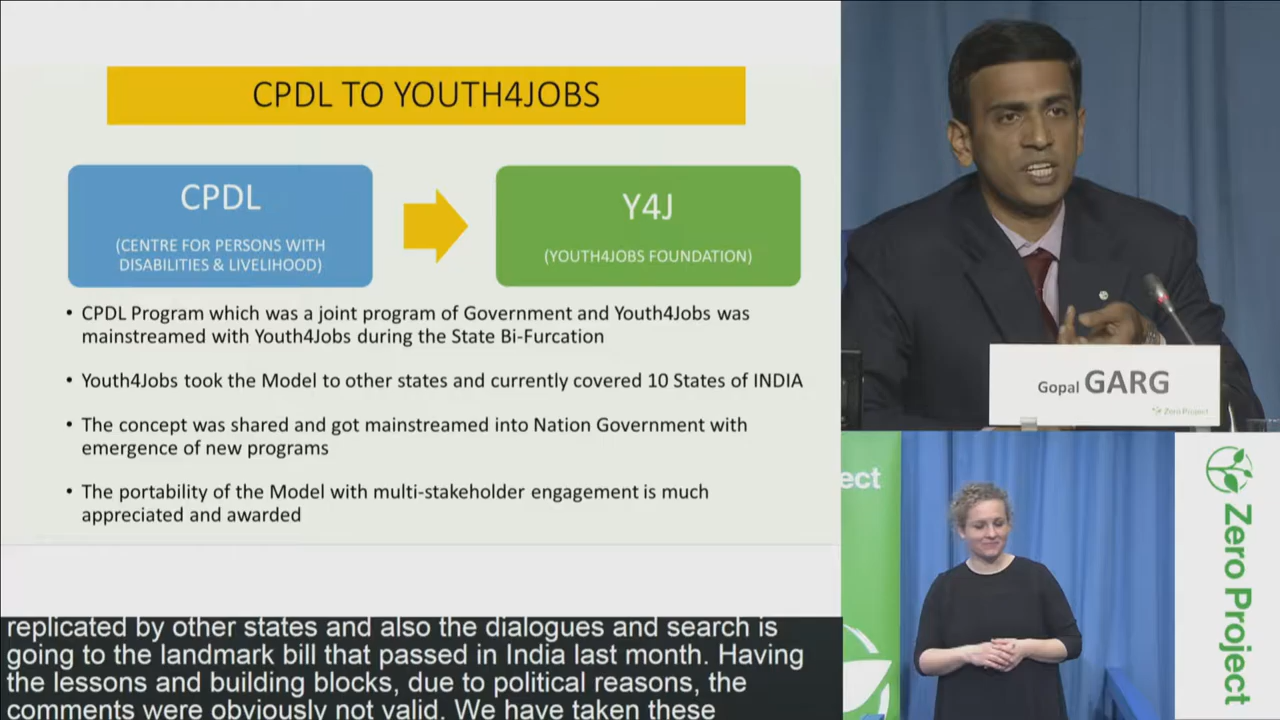 CPDL TO YOUTH4JOBS
CPDL
(CENTRE FOR PERSONS WITH
DISABILITIES & LIVELIHOOD)
Y4J
(YOUTH4JOBS FOUNDATION)
• CPDL Program which was a joint program of Government and Youth4Jobs was
mainstreamed with Youth4Jobs during the State Bi-Furcation
• Youth4Jobs took the Model to other states and currently covered 10 States of INDIA
• The concept was shared and got mainstreamed into Nation Government with
emergence of new programs
• The portability of the Model with multi-stakeholder engagement is much
appreciated and awarded
replicated by other states and also the dialogues and search is
going to the landmark bill that passed in India last month. Having
the lessons and building blocks, due to political reasons, the
comments were obviously not valid. We have taken these
Gopal GARG
Zero Project
ect
Zero Project